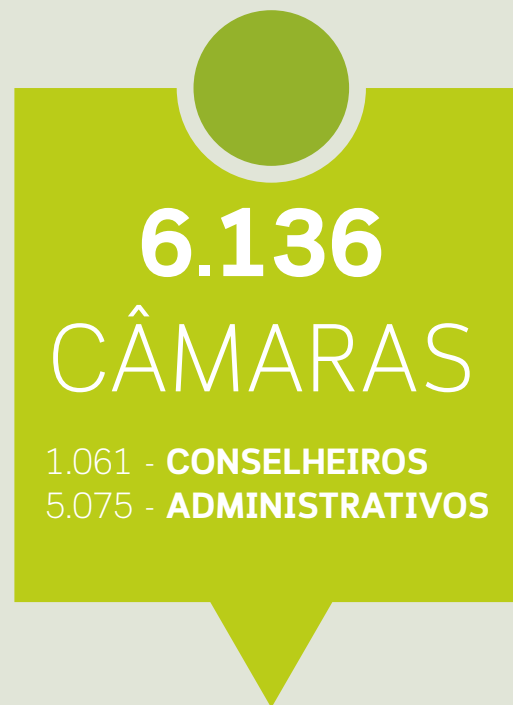 6.136
CÂMARAS
1.061 - CONSELHEIROS
5.075 - ADMINISTRATIVOS